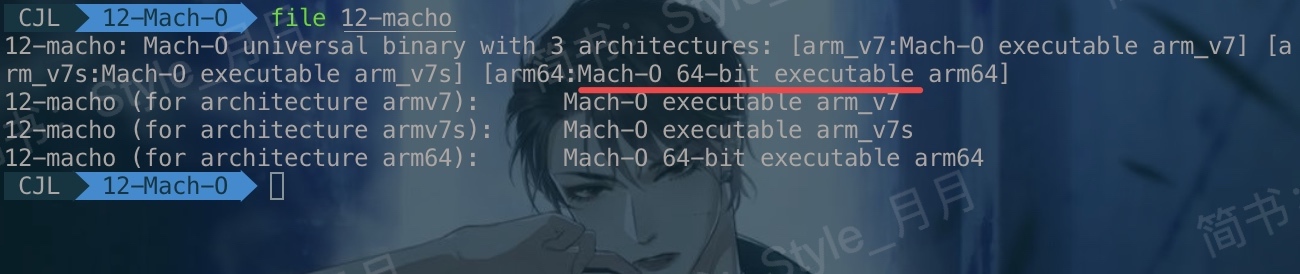 CJL 12-Mach-O file 12-macho
12-macho: Mach-O universal binary with 3 architectures: [arm_v7:Mach-O executable arm_v7] [a
rm_v7s:Mach-O executable arm_v7s] [arm64:Mach-O 64-bit executable arm64]
12-macho (for architecture armv7): Mach-O executable arm_v7
12-macho (for architecture armv7s): Mach-O executable arm_v7s
12-macho (for architecture arm64): Mach-O 64-bit executable arm64
CJL 12-Mach-O
简书: Style_月月
简书: